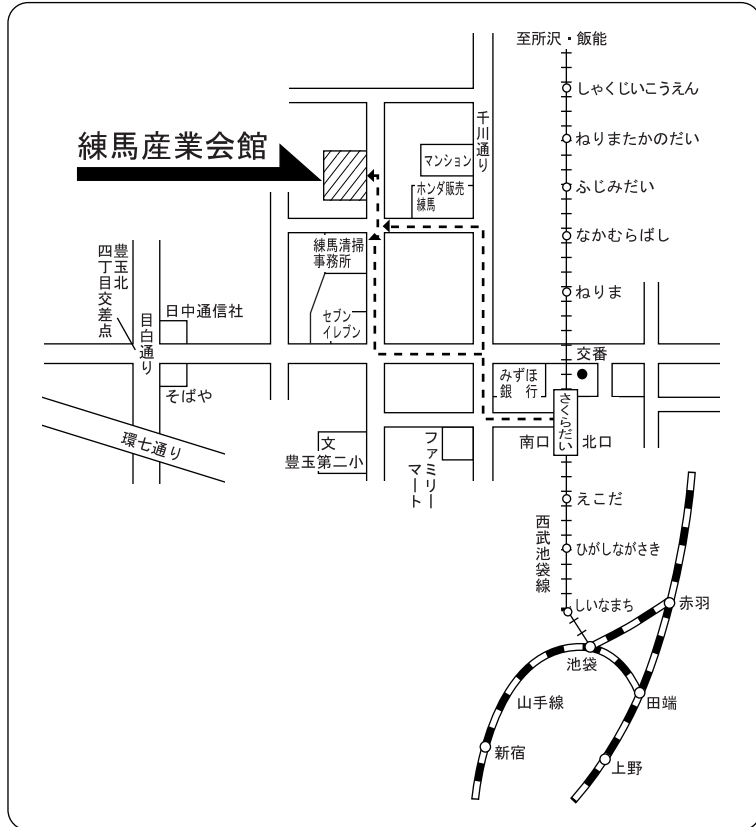 至所沢・飯能
しゃくじいこうえん
ねりまたかのだい
ふじみだい
なかむらばし
ねりま
千川通り
マンション
ホンダ販売
練馬
練馬産業会館
練馬清掃
事務所
セブン
イレブン
豊玉北
四丁目交差点
目白通り
日中通信社
そばや
環七通り
交番
みずほ
銀行
さくらだい
南口
北口
文
豊玉第二小
ファミリー
マート
えこだ
西武池袋線
ひがしながさき
しいなまち
赤羽
池袋
山手線
田端
新宿
上野